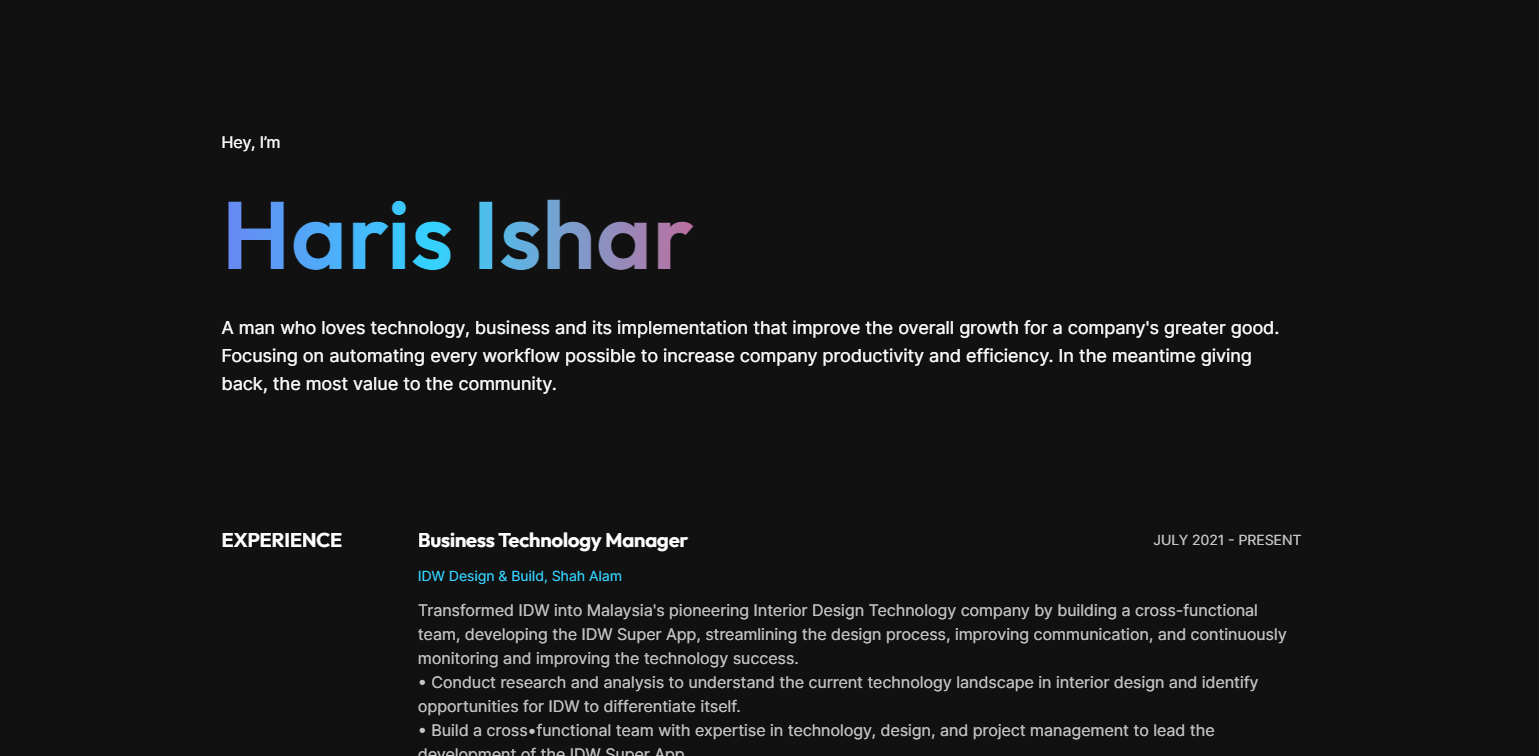 Hey, I'm
Haris Ishar
A man who loves technology, business and its implementation that improve the overall growth for a company's greater good.
Focusing on automating every workflow possible to increase company productivity and efficiency. In the meantime giving
back, the most value to the community.
EXPERIENCE
Business Technology Manager
JULY 2021 - PRESENT
IDW Design & Build, Shah Alam
Transformed IDW into Malaysia's pioneering Interior Design Technology company by building a cross-functional
team, developing the IDW Super App, streamlining the design process, improving communication, and continuously
monitoring and improving the technology success.
• Conduct research and analysis to understand the current technology landscape in interior design and identify
opportunities for IDW to differentiate itself.
• Build a cross•functional team with expertise in technology, design, and project management to lead the
development of the IDW Super App.